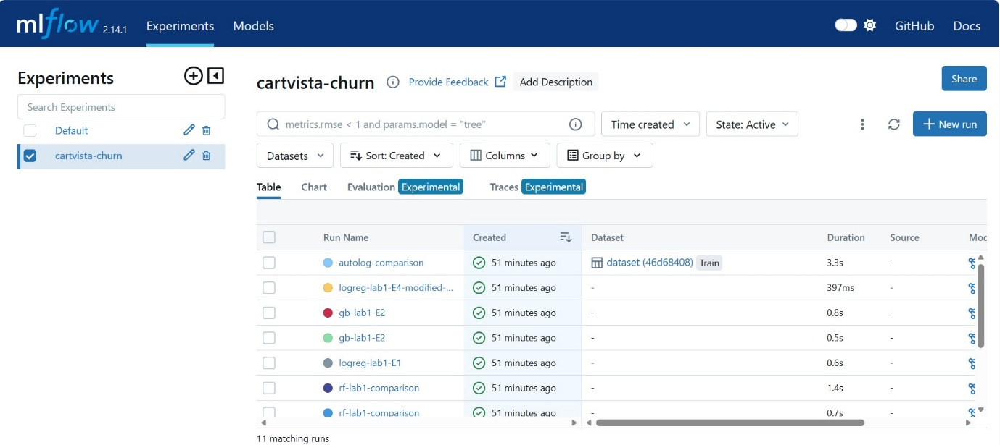 mlflow 2.14.1 Experiments Models GitHub Docs
Experiments
Search Experiments
Default
cartvista-churn
cartvista-churn Provide Feedback Add Description Share
metrics.rmse < 1 and params.model = "tree" Time created State: Active New run
Datasets Sort: Created Columns Group by
Table Chart Evaluation Experimental Traces Experimental
Run Name Created Dataset Duration Source Moc
autolog-comparison 51 minutes ago dataset (46d68408) Train 3.3s -
logreg-lab1-E4-modified-... 51 minutes ago - 397ms -
gb-lab1-E2 51 minutes ago - 0.8s -
gb-lab1-E2 51 minutes ago - 0.5s -
logreg-lab1-E1 51 minutes ago - 0.6s -
rf-lab1-comparison 51 minutes ago - 1.4s -
rf-lab1-comparison 51 minutes ago - 0.7s -
11 matching runs